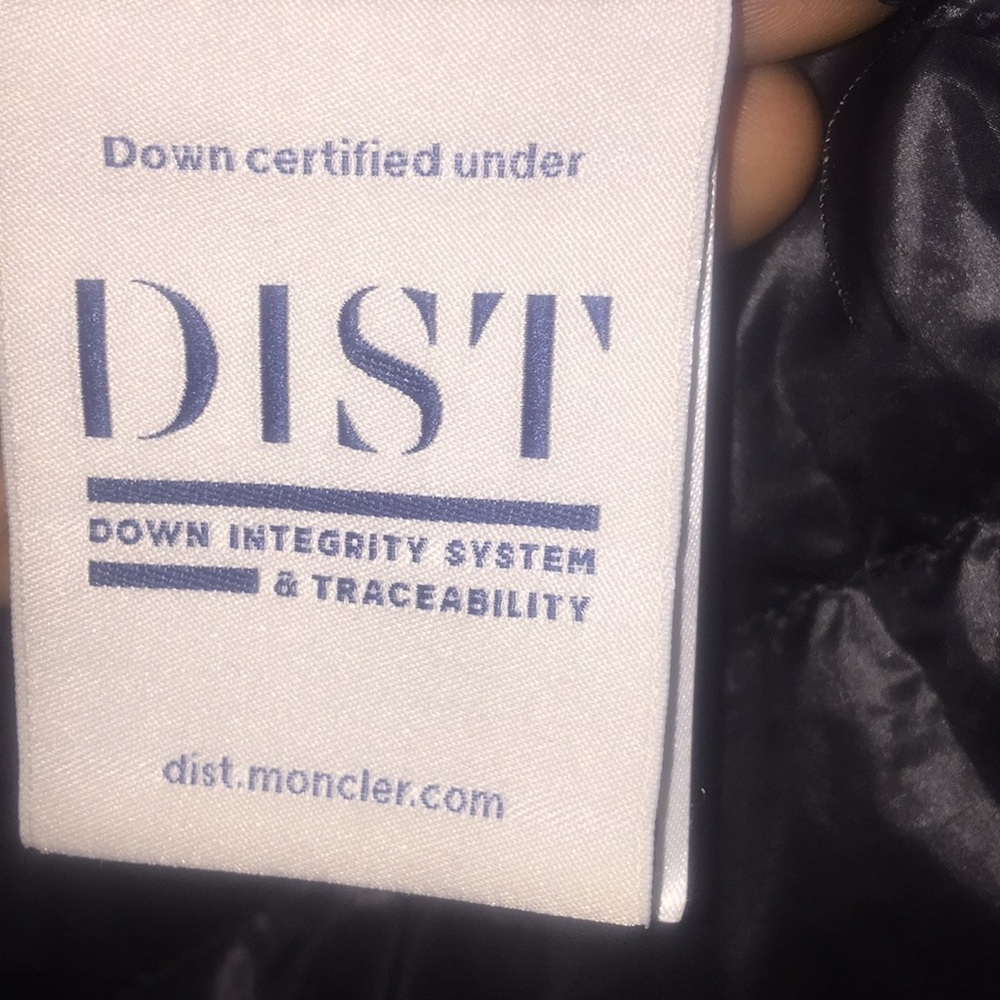 Down certified under
DIST
DOWN INTEGRITY SYSTEM
& TRACEABILITY
dist.moncler.com